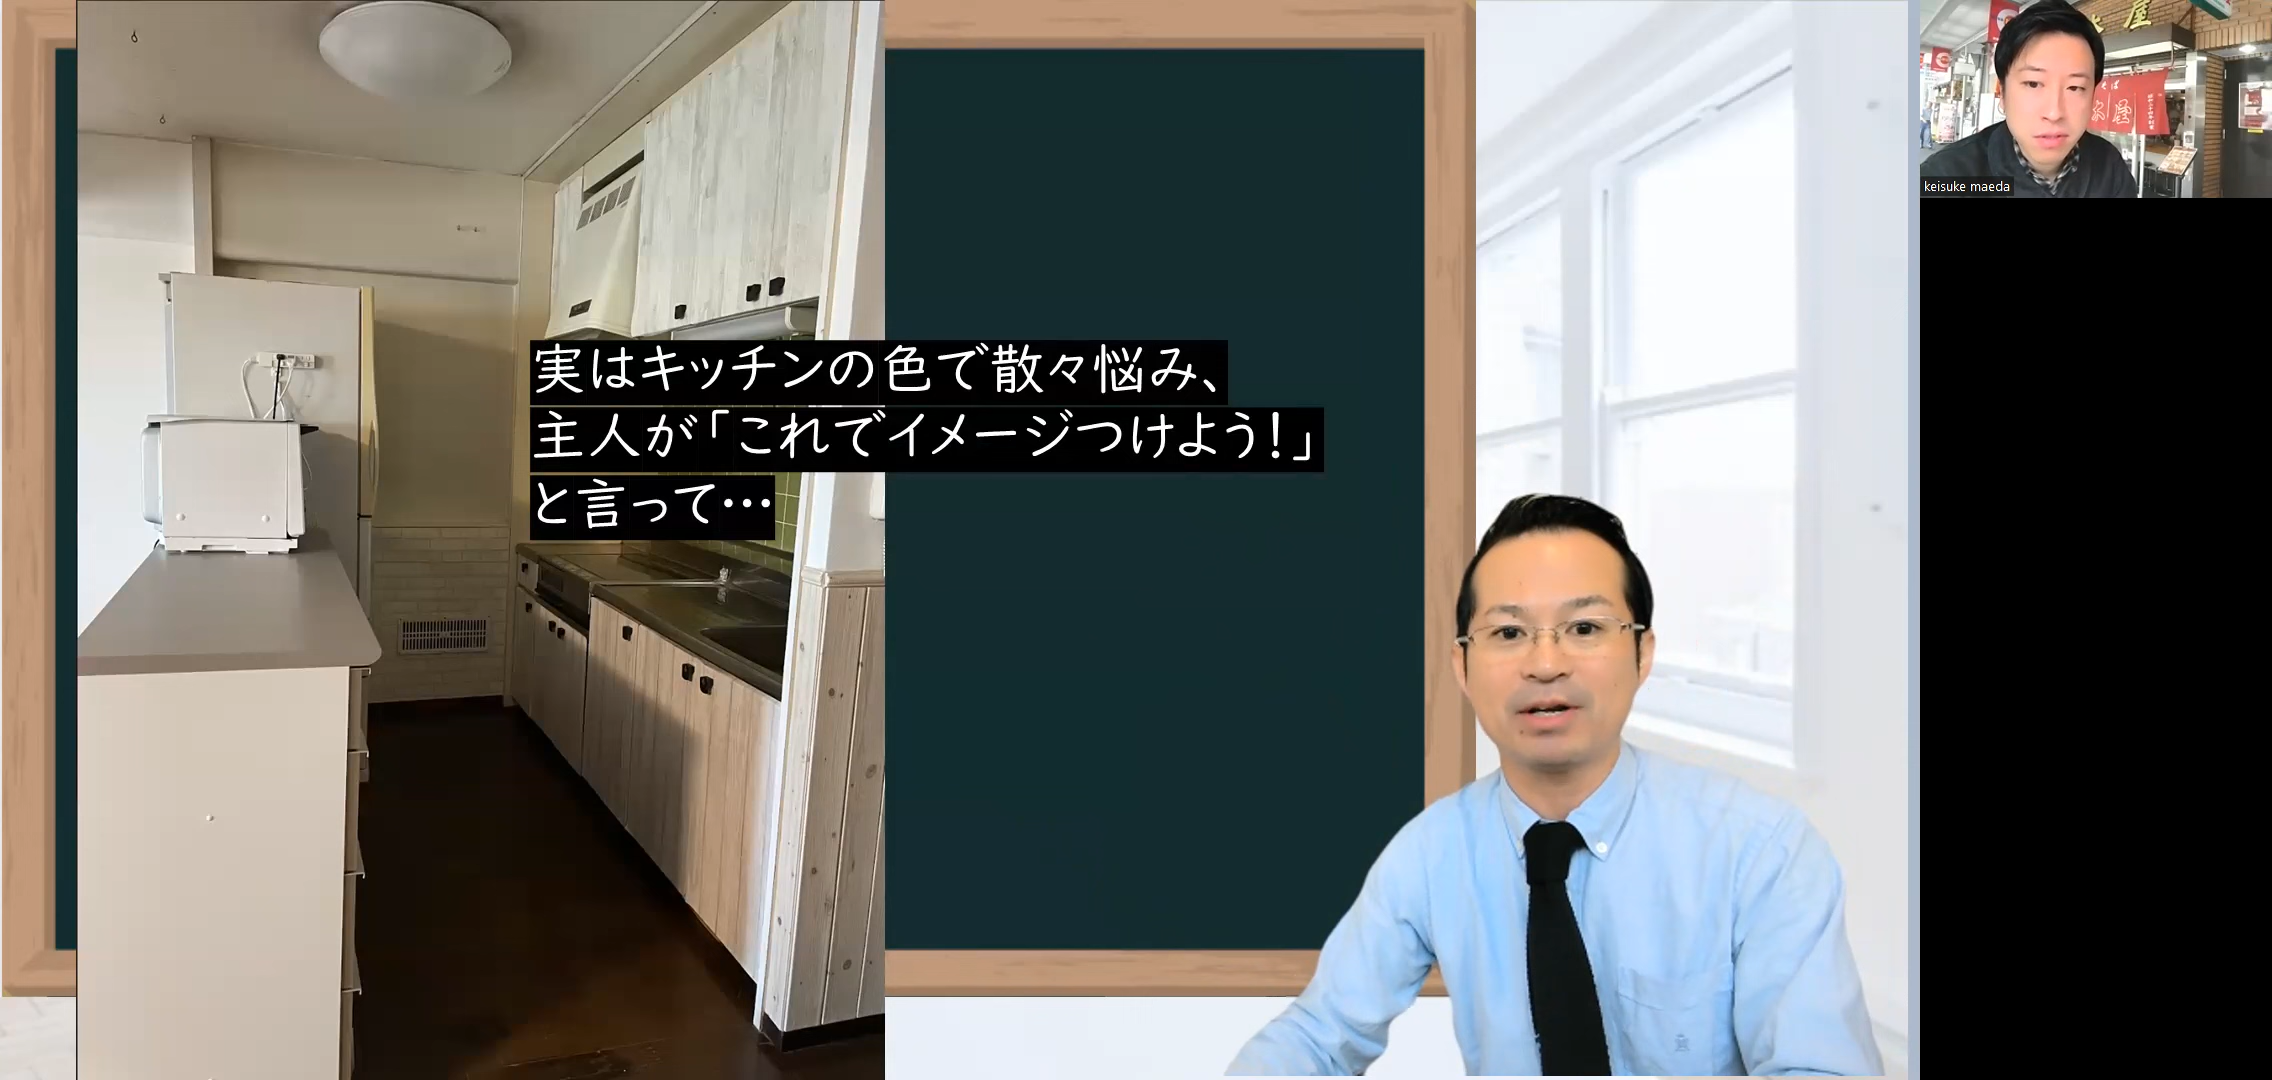 実はキッチンの色で散々悩み、
主人が「これでイメージつけよう！」
と言って…
keisuke maeda